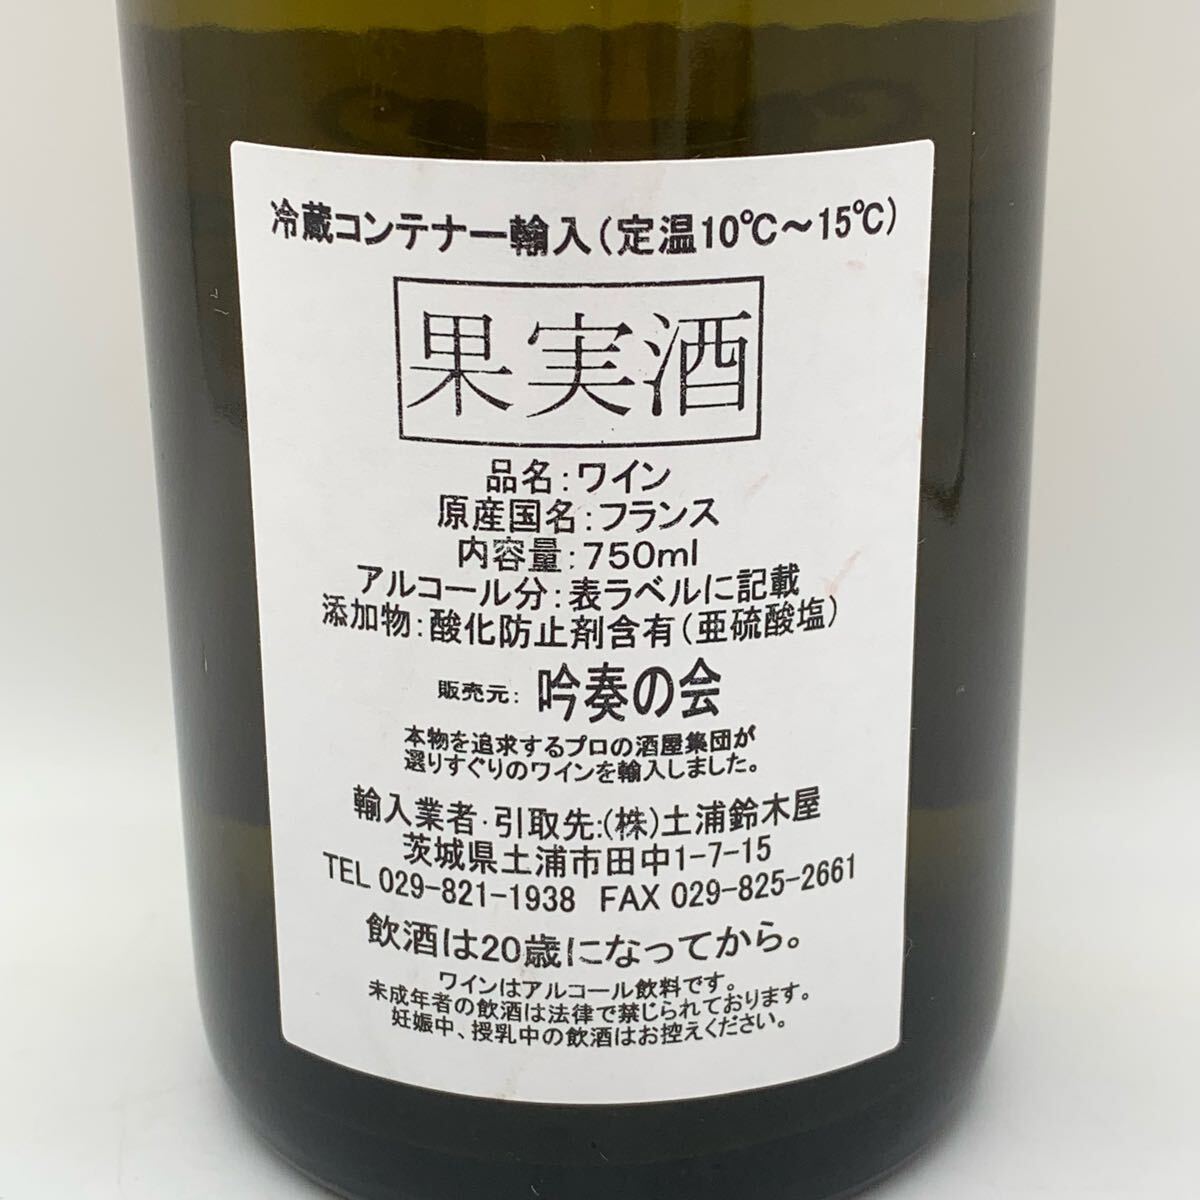 冷蔵コンテナー輸入(定温10℃～15℃)
果実酒
品名:ワイン
原産国名:フランス
内容量:750ml
アルコール分:表ラベルに記載
添加物:酸化防止剤含有(亜硫酸塩)
販売元: 吟奏の会
本物を追求するプロの酒屋集団が
選りすぐりのワインを輸入しました。
輸入業者・引取先:(株)土浦鈴木屋
茨城県土浦市田中1-7-15
TEL 029-821-1938 FAX 029-825-2661
飲酒は20歳になってから。
ワインはアルコール飲料です。
未成年者の飲酒は法律で禁じられております。
妊娠中、授乳中の飲酒はお控えください。